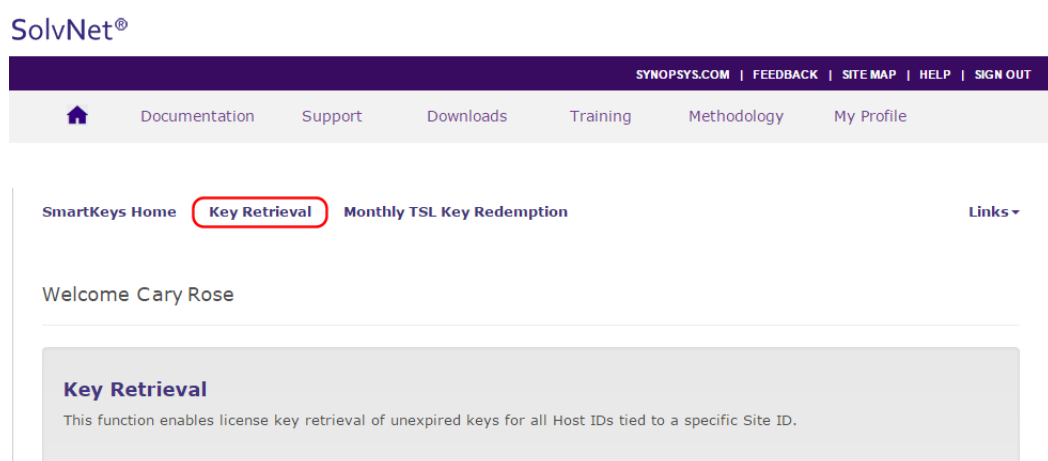 SolvNet®
SYNOPSYS.COM | FEEDBACK | SITE MAP | HELP | SIGN OUT
Documentation Support Downloads Training Methodology My Profile
SmartKeys Home Key Retrieval Monthly TSL Key Redemption Links
Welcome Cary Rose
Key Retrieval
This function enables license key retrieval of unexpired keys for all Host IDs tied to a specific Site ID.